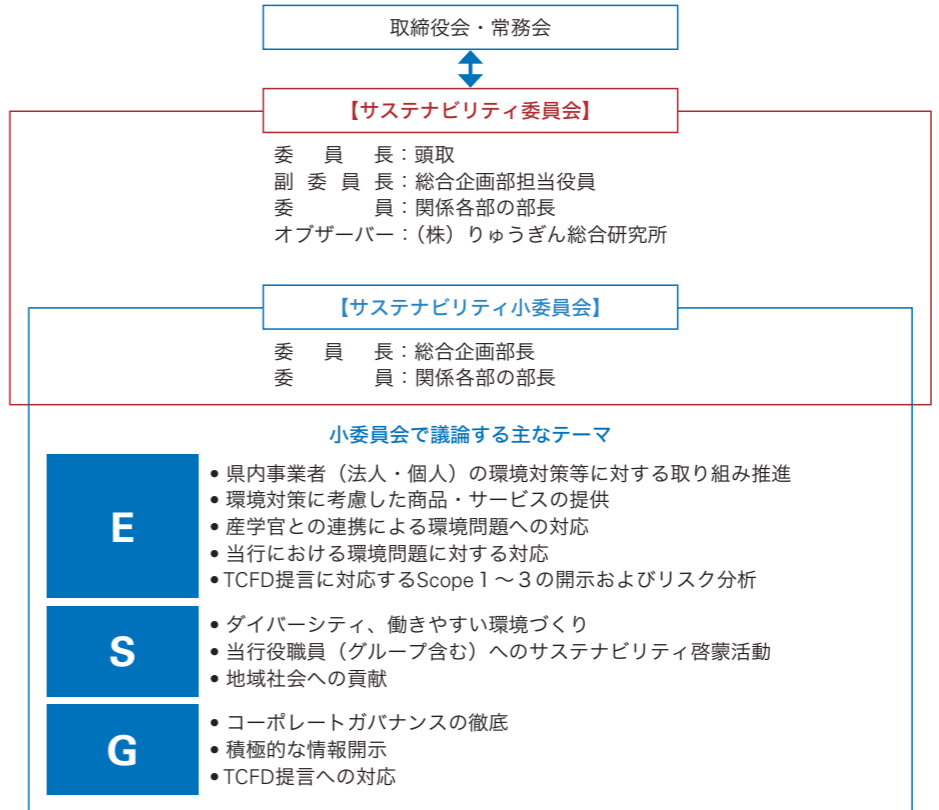 取締役会・常務会
【サステナビリティ委員会】
委員長：頭取
副委員長：総合企画部担当役員
委員：関係各部の部長
オブザーバー：（株）りゅうぎん総合研究所
【サステナビリティ小委員会】
委員長：総合企画部長
委員：関係各部の部長
小委員会で議論する主なテーマ
E
• 県内事業者（法人・個人）の環境対策等に対する取り組み推進
• 環境対策に考慮した商品・サービスの提供
• 産学官との連携による環境問題への対応
• 当行における環境問題に対する対応
• TCFD提言に対応するScope１～３の開示およびリスク分析
S
• ダイバーシティ、働きやすい環境づくり
• 当行役職員（グループ含む）へのサステナビリティ啓蒙活動
• 地域社会への貢献
G
• コーポレートガバナンスの徹底
• 積極的な情報開示
• TCFD提言への対応